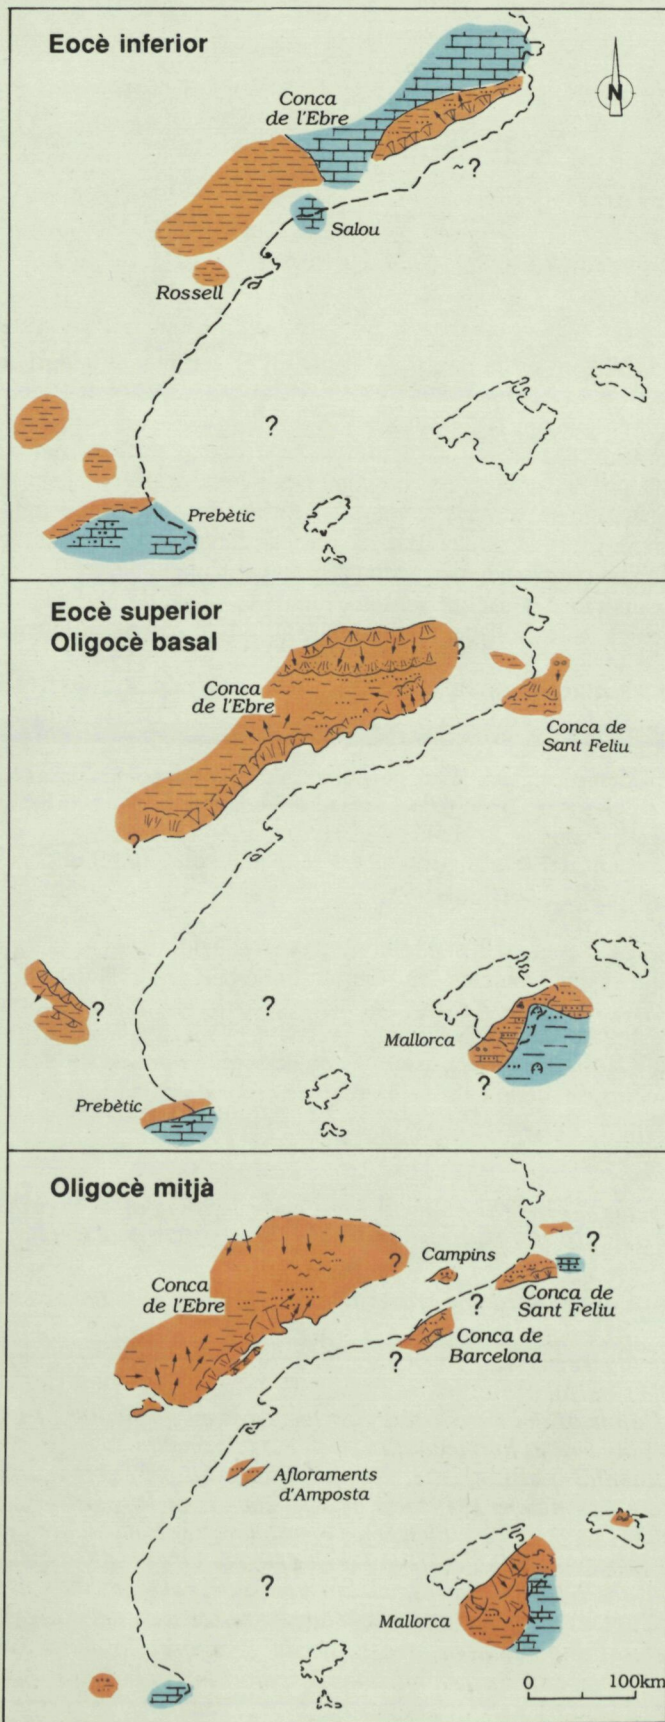 Eocè inferior
N
Conca
de l'Ebre
~?
Salou
Rossell
?
Prebètic
Eocè superior
Oligocè basal
?
Conca
de l'Ebre
Conca de
Sant Feliu
?
?
?
Mallorca
?
Prebètic
Oligocè mitjà
?
Campins
?
Conca
de l'Ebre
Conca de
Sant Feliu
?
Conca de
Barcelona
?
Afloraments
d'Amposta
?
Mallorca
0 100km